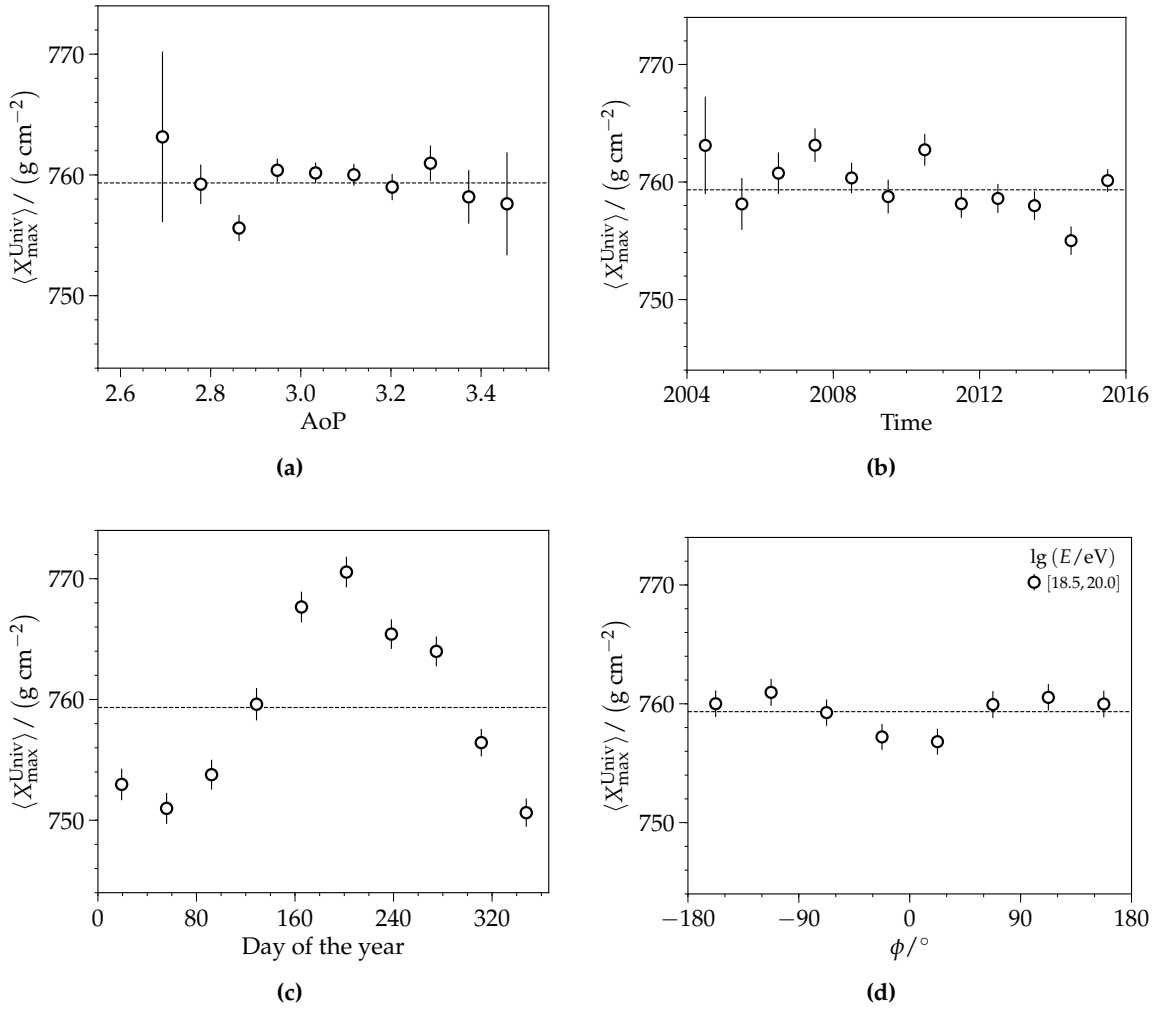 770
760
750
⟨X_max^Univ⟩ / (g cm⁻²)
2.6 2.8 3.0 3.2 3.4
AoP
(a)
770
760
750
⟨X_max^Univ⟩ / (g cm⁻²)
2004 2008 2012 2016
Time
(b)
770
760
750
⟨X_max^Univ⟩ / (g cm⁻²)
0 80 160 240 320
Day of the year
(c)
lg (E/eV)
[18.5, 20.0]
770
760
750
⟨X_max^Univ⟩ / (g cm⁻²)
−180 −90 0 90 180
ϕ/°
(d)